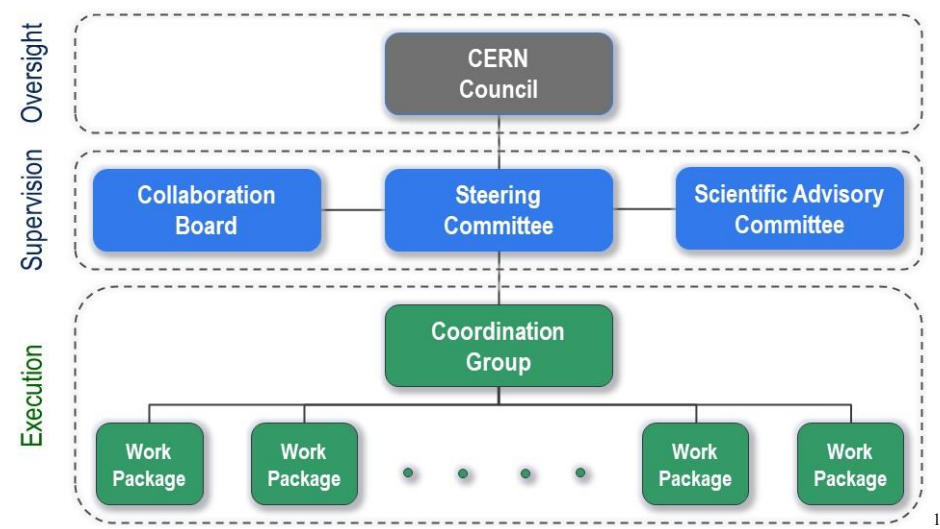 Oversight
CERN
Council
Supervision
Collaboration
Board
Steering
Committee
Scientific Advisory
Committee
Execution
Coordination
Group
Work
Package
Work
Package
Work
Package
Work
Package
1